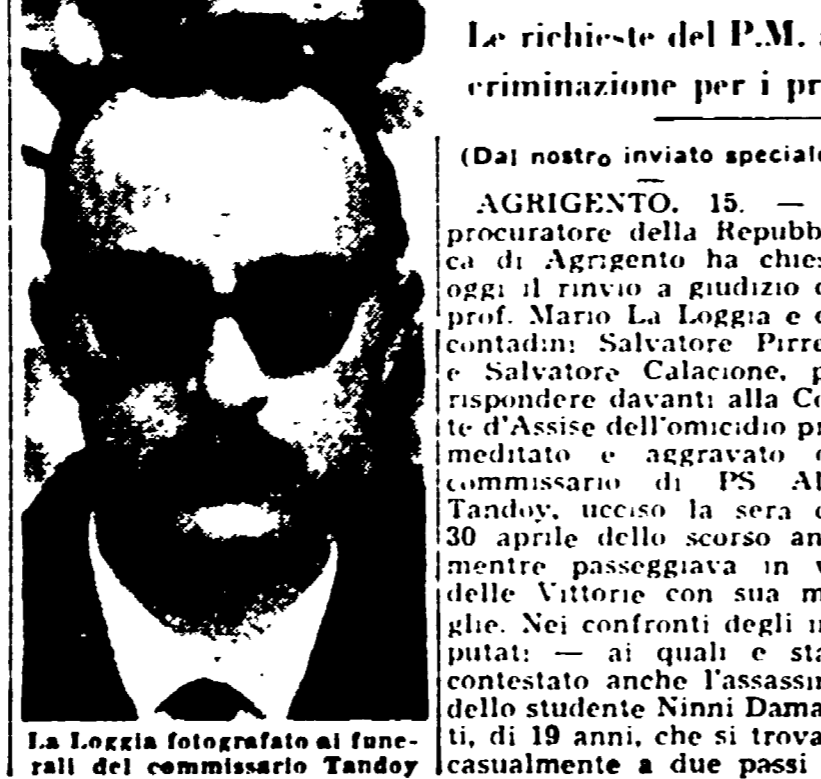 Le richieste del P.M.
criminazione per i pr
(Dal nostro inviato speciale
AGRIGENTO, 15. —
procuratore della Repubb
ca di Agrigento ha chies
oggi il rinvio a giudizio d
prof. Mario La Loggia e d
contadini Salvatore Pirre
e Salvatore Calacione, p
rispondere davanti alla Co
te d'Assise dell'omicidio pr
meditato e aggravato d
commissario di PS Al
Tandoy, ucciso la sera d
30 aprile dello scorso an
mentre passeggiava in v
delle Vittorie con sua m
glie. Nei confronti degli im
putati — ai quali e sta
contestato anche l'assassin
dello studente Ninni Dama
ti, di 19 anni, che si trova
casualmente a due passi
La Loggia fotografato ai fune-
rali del commissario Tandoy